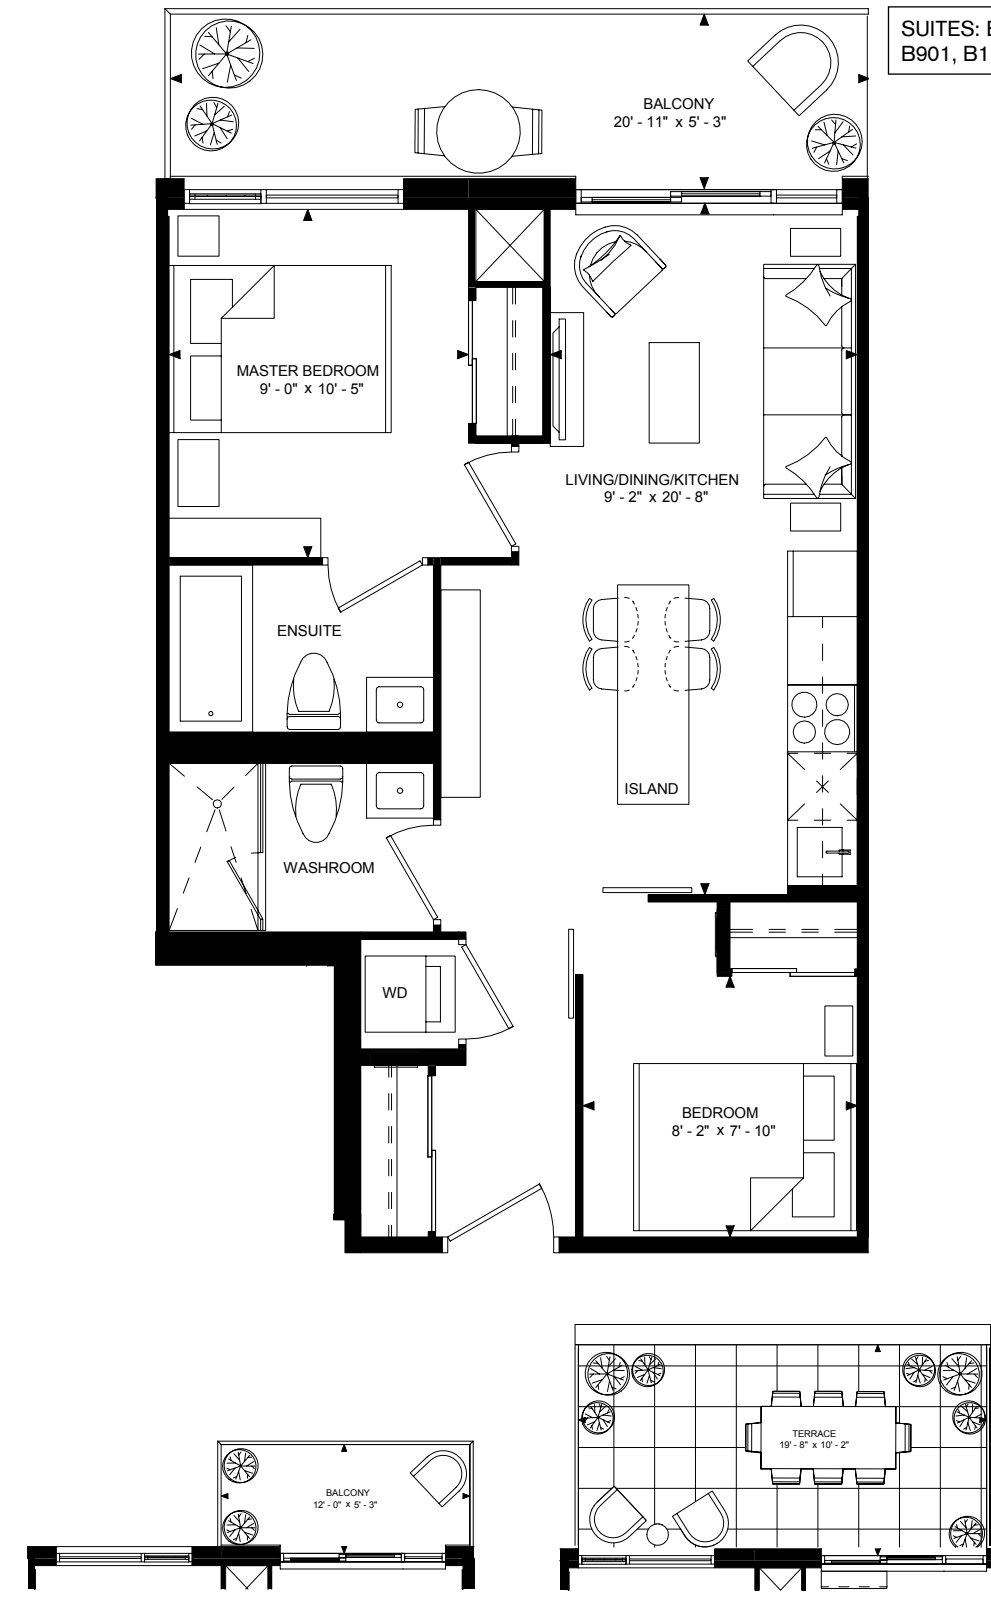 SUITES:
B901,
BALCONY
20' - 11" x 5' - 3"
MASTER BEDROOM
9' - 0" x 10' - 5"
LIVING/DINING/KITCHEN
9' - 2" x 20' - 8"
ENSUITE
ISLAND
WASHROOM
WD
BEDROOM
8' - 2" x 7' - 10"
BALCONY
12' - 0" x 5' - 3"
TERRACE
19' - 8" x 10' - 2"